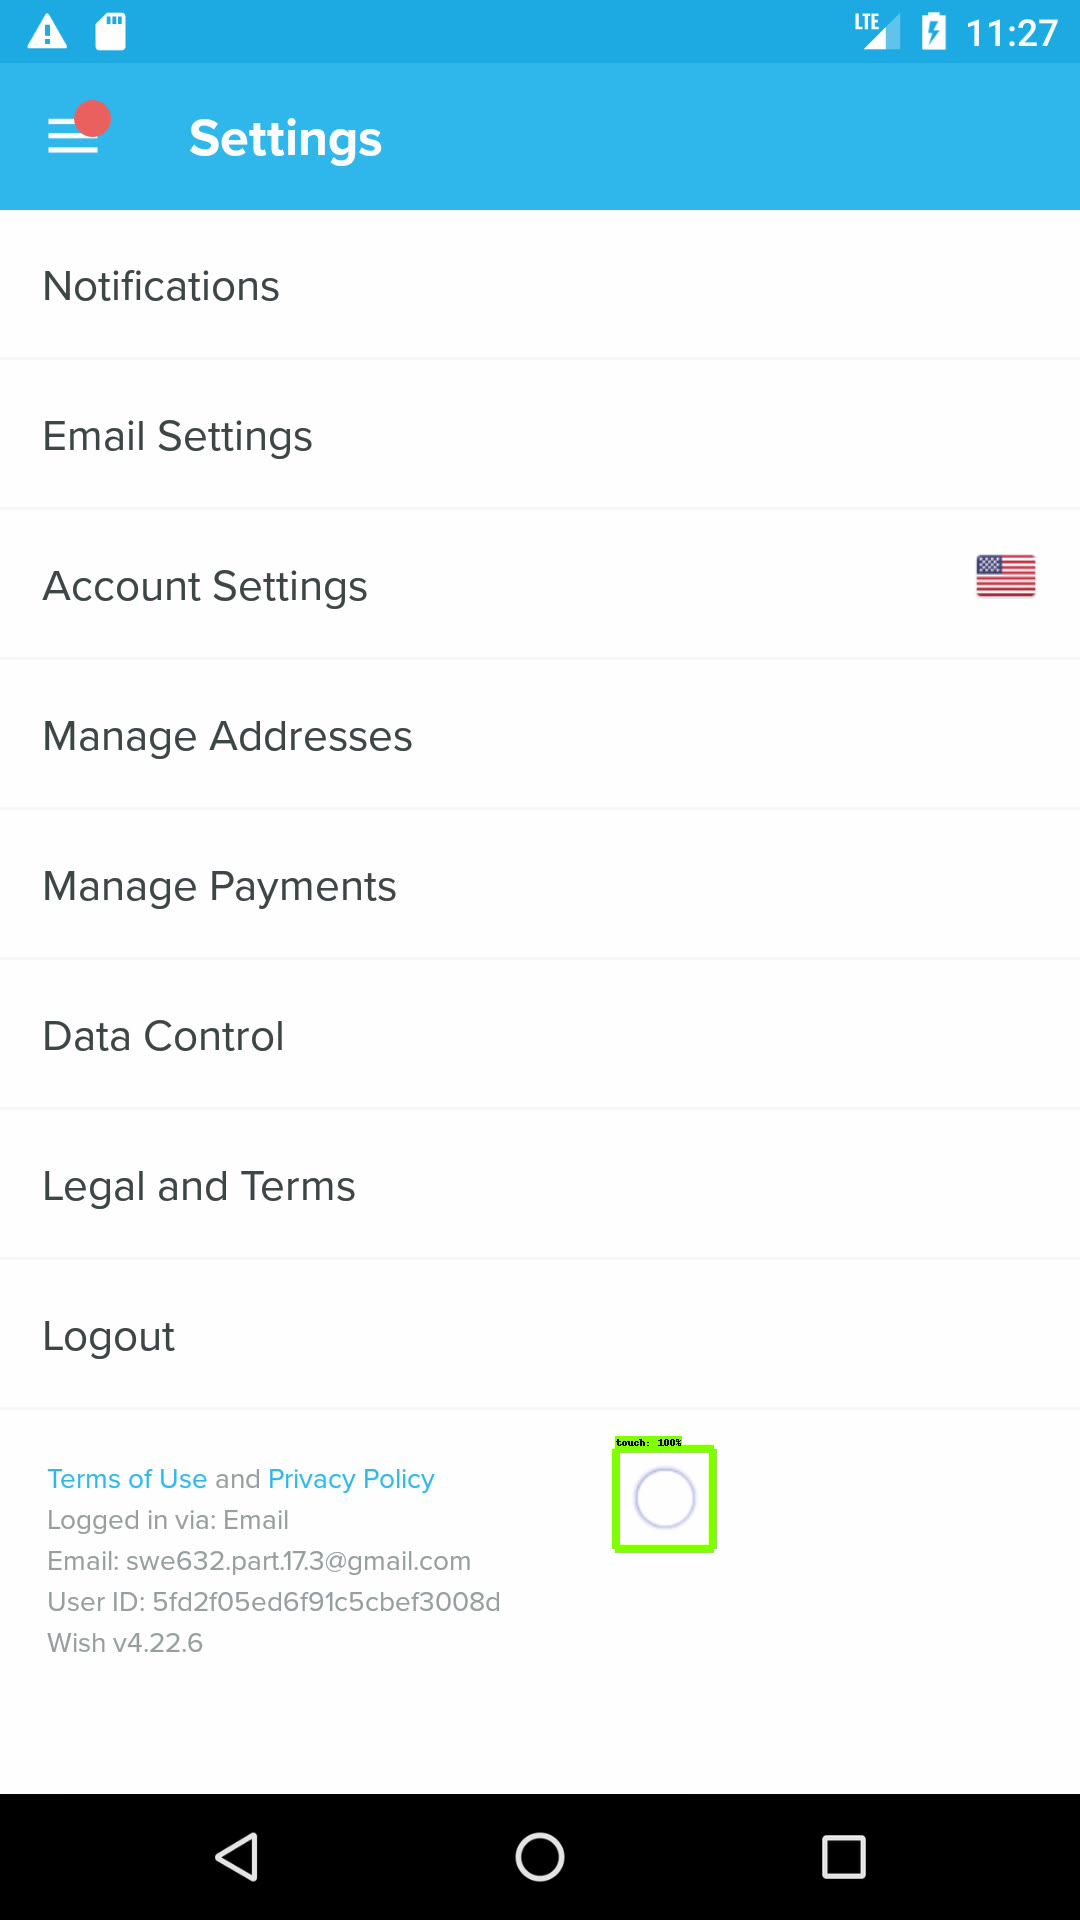 LTE 11:27
Settings
Notifications
Email Settings
Account Settings
Manage Addresses
Manage Payments
Data Control
Legal and Terms
Logout
touch: 100%
Terms of Use and Privacy Policy
Logged in via: Email
Email: swe632.part.17.3@gmail.com
User ID: 5fd2f05ed6f91c5cbef3008d
Wish v4.22.6